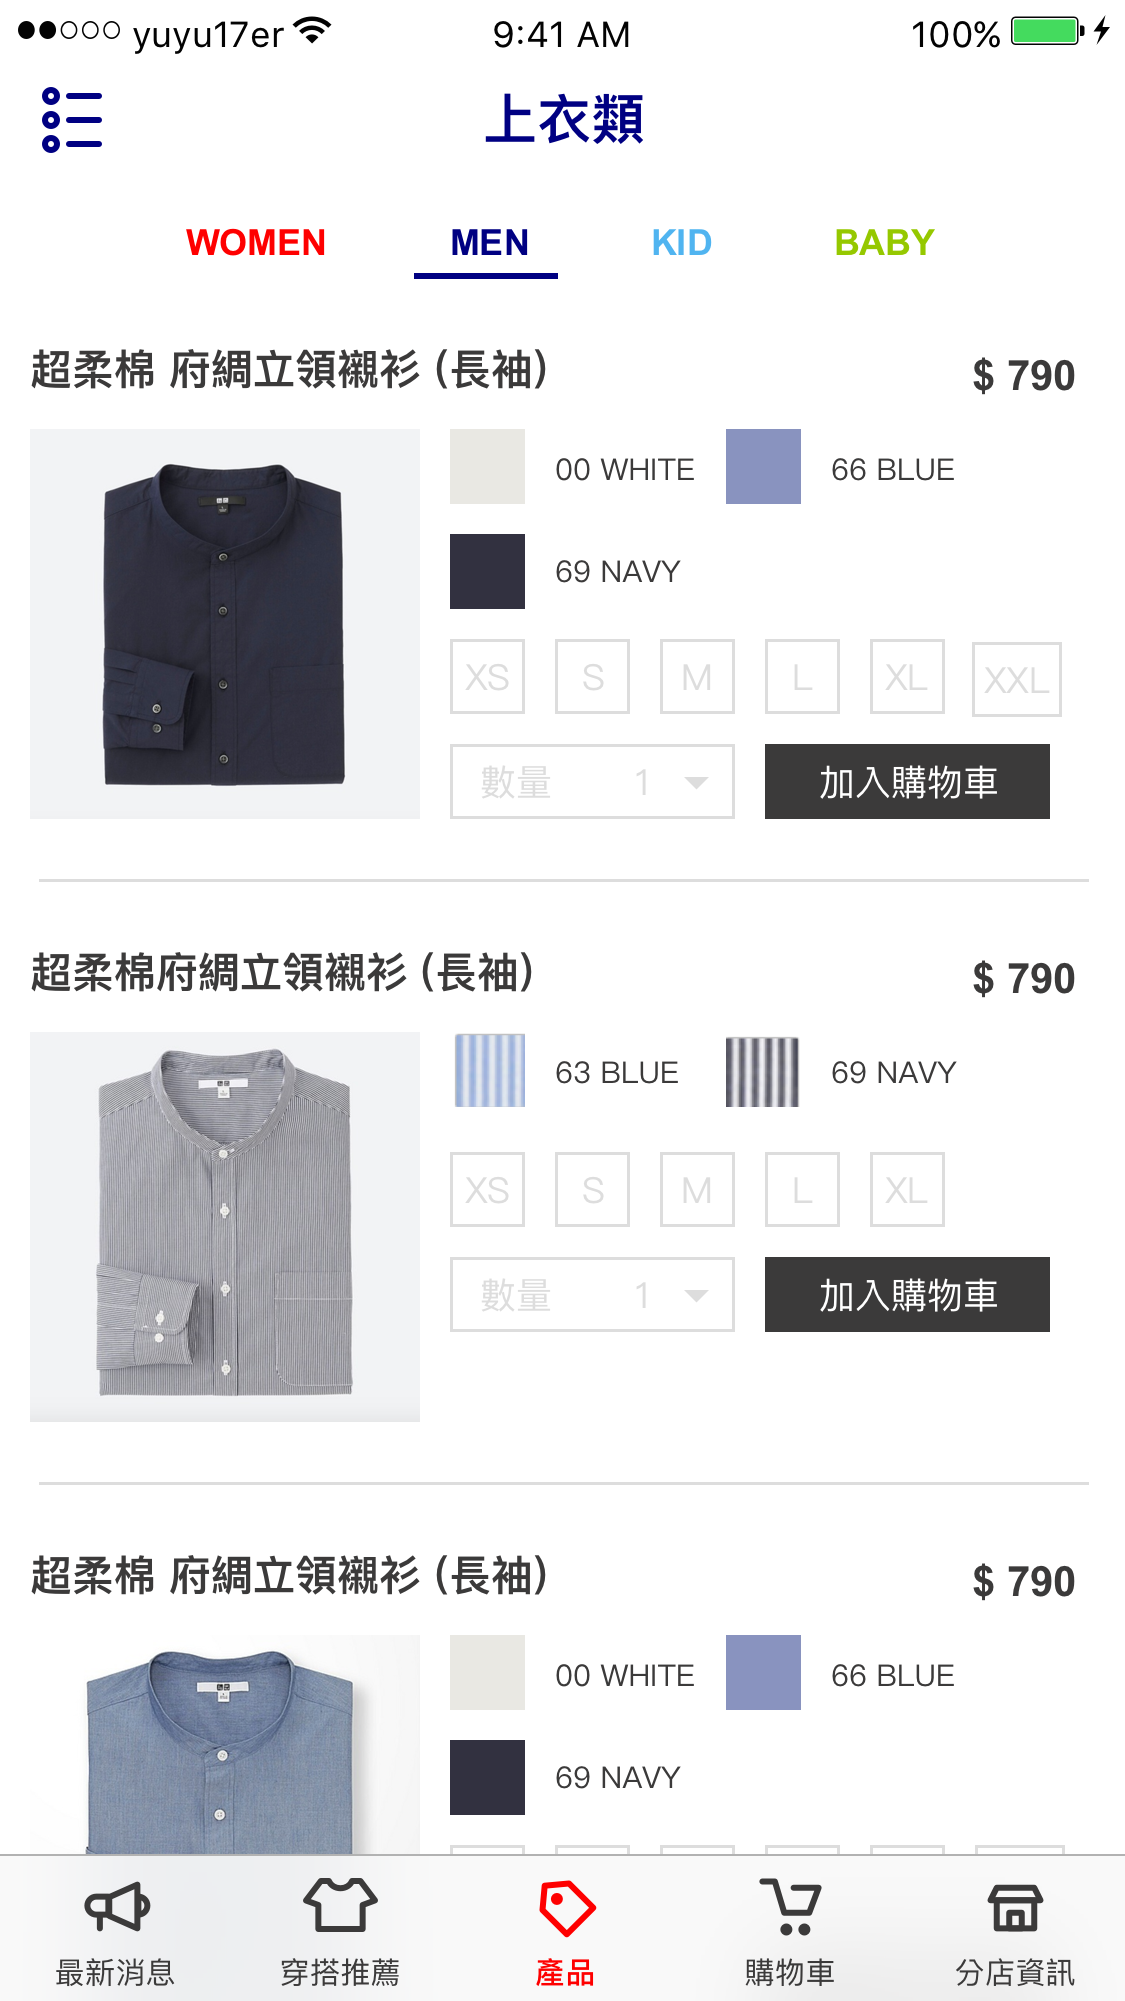 yuyu17er 9:41 AM 100%
上衣類
WOMEN MEN KID BABY
超柔棉 府綢立領襯衫 (長袖) $ 790
00 WHITE 66 BLUE
69 NAVY
XS S M L XL XXL
數量 1 加入購物車
超柔棉府綢立領襯衫 (長袖) $ 790
63 BLUE 69 NAVY
XS S M L XL
數量 1 加入購物車
超柔棉 府綢立領襯衫 (長袖) $ 790
00 WHITE 66 BLUE
69 NAVY
最新消息 穿搭推薦 產品 購物車 分店資訊